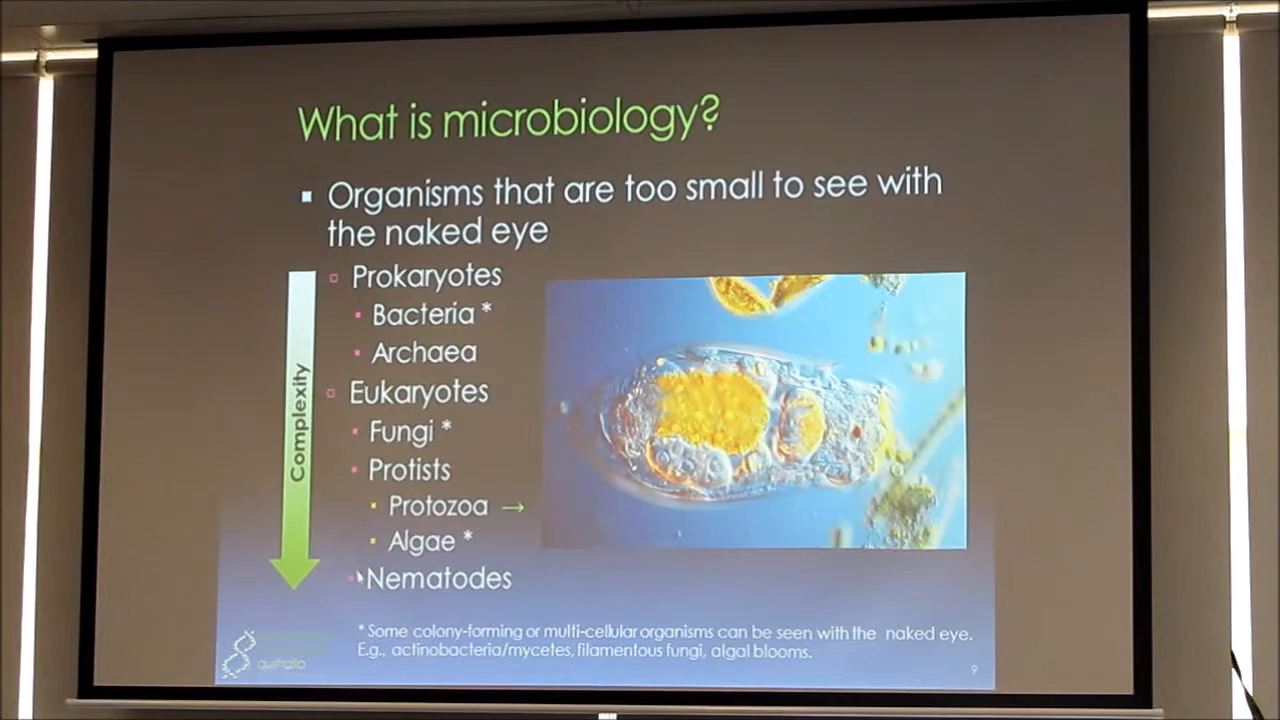 What is microbiology?
Organisms that are too small to see with
the naked eye
Prokaryotes
Bacteria *
Archaea
Eukaryotes
Fungi *
Protists
Protozoa →
Algae *
Nematodes
Complexity
* Some colony-forming or multi-cellular organisms can be seen with the naked eye.
E.g., actinobacteria/mycetes, filamentous fungi, algal blooms.
australia
9